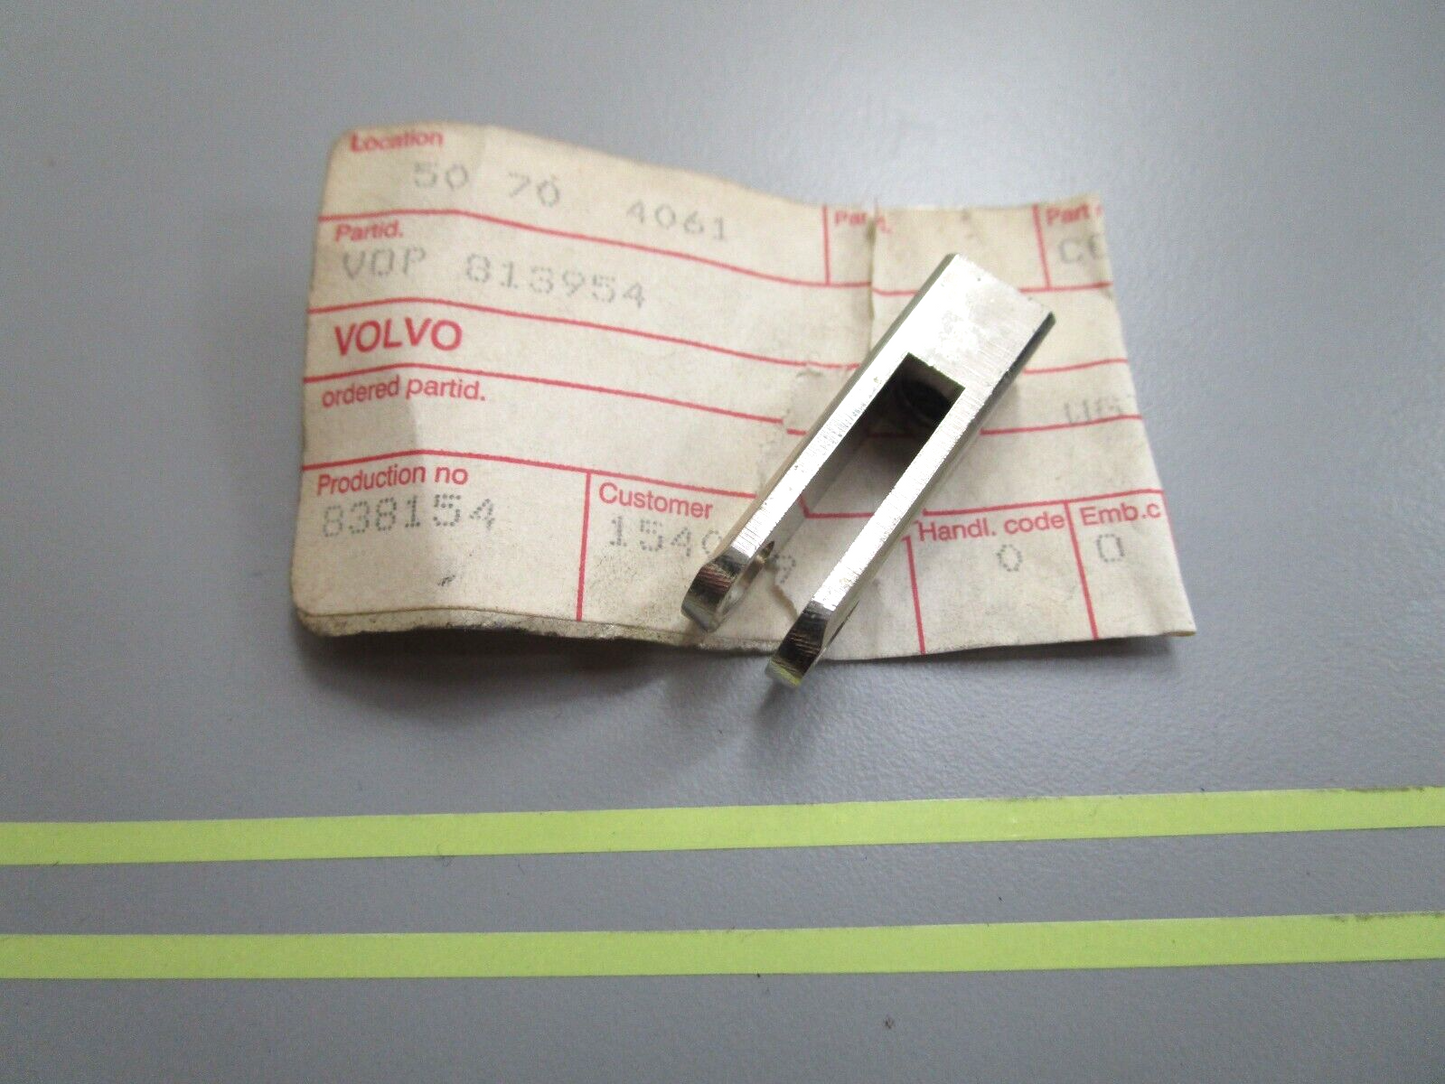 Location
50 70 4061
Partid.
VOP 813954
VOLVO
ordered partid.
Production no
838154
Customer
Handl. code
0
Emb.c
0